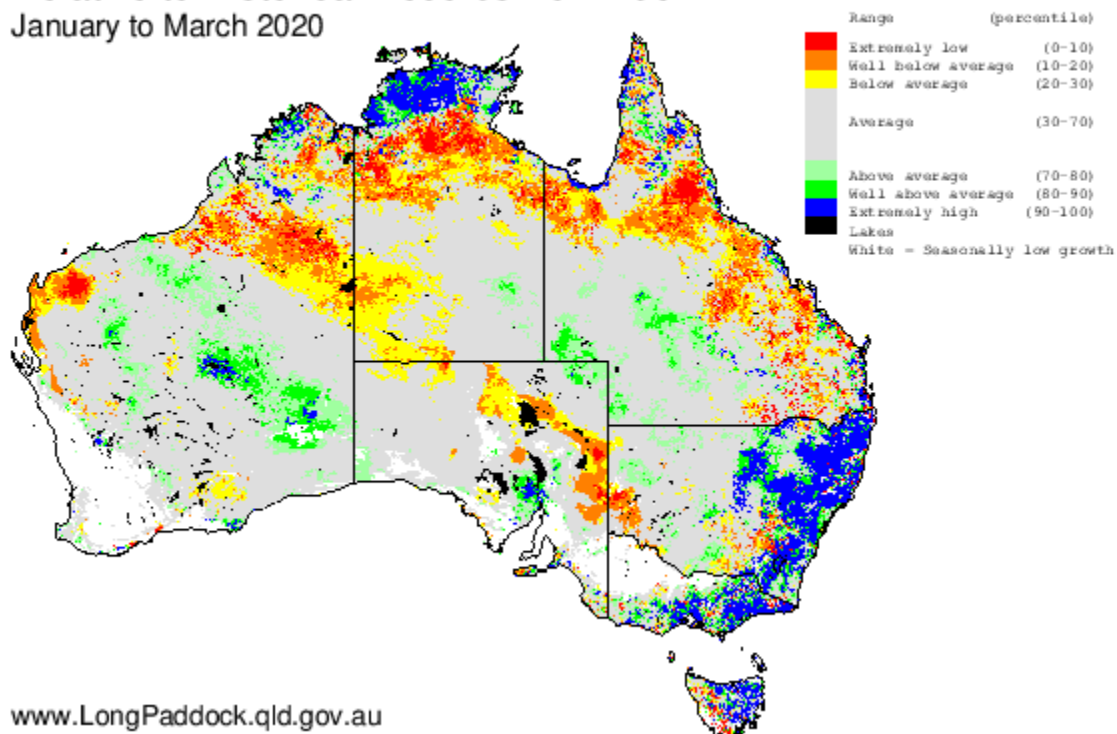 January to March 2020
Range (percentile)
Extremely low (0-10)
Well below average (10-20)
Below average (20-30)
Average (30-70)
Above average (70-80)
Well above average (80-90)
Extremely high (90-100)
Lakes
White = Seasonally low growth
www.LongPaddock.qld.gov.au